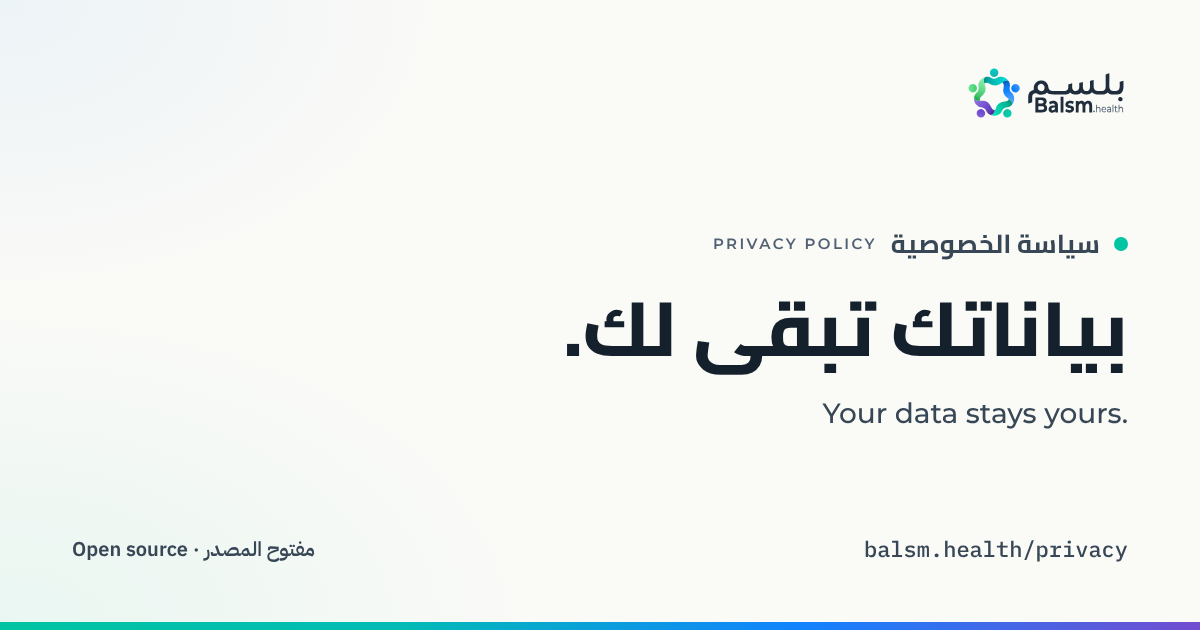 بلسم
Balsm.health
سياسة الخصوصية PRIVACY POLICY
بياناتك تبقى لك.
Your data stays yours.
Open source · مفتوح المصدر
balsm.health/privacy